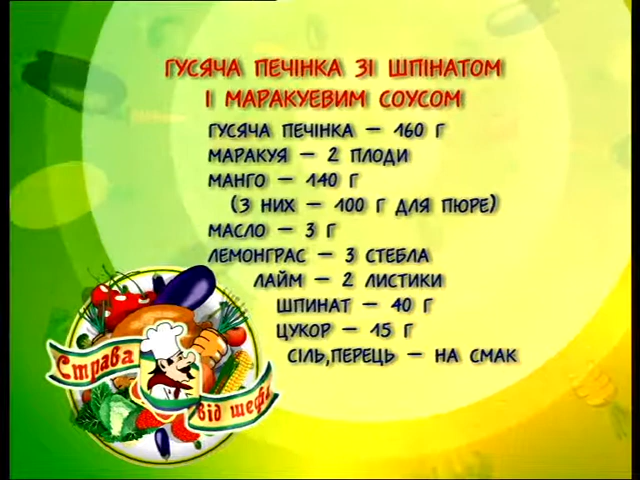 ГУСЯЧА ПЕЧІНКА ЗІ ШПІНАТОМ
І МАРАКУЕВИМ СОУСОМ
ГУСЯЧА ПЕЧІНКА – 160 Г
МАРАКУЯ – 2 ПЛОДИ
МАНГО – 140 Г
(З НИХ – 100 Г ДЛЯ ПЮРЕ)
МАСЛО – 3 Г
ЛЕМОНГРАС – 3 СТЕБЛА
ЛАЙМ – 2 ЛИСТИКИ
ШПИНАТ – 40 Г
ЦУКОР – 15 Г
СІЛЬ,ПЕРЕЦЬ – НА СМАК
Страва
від шефа